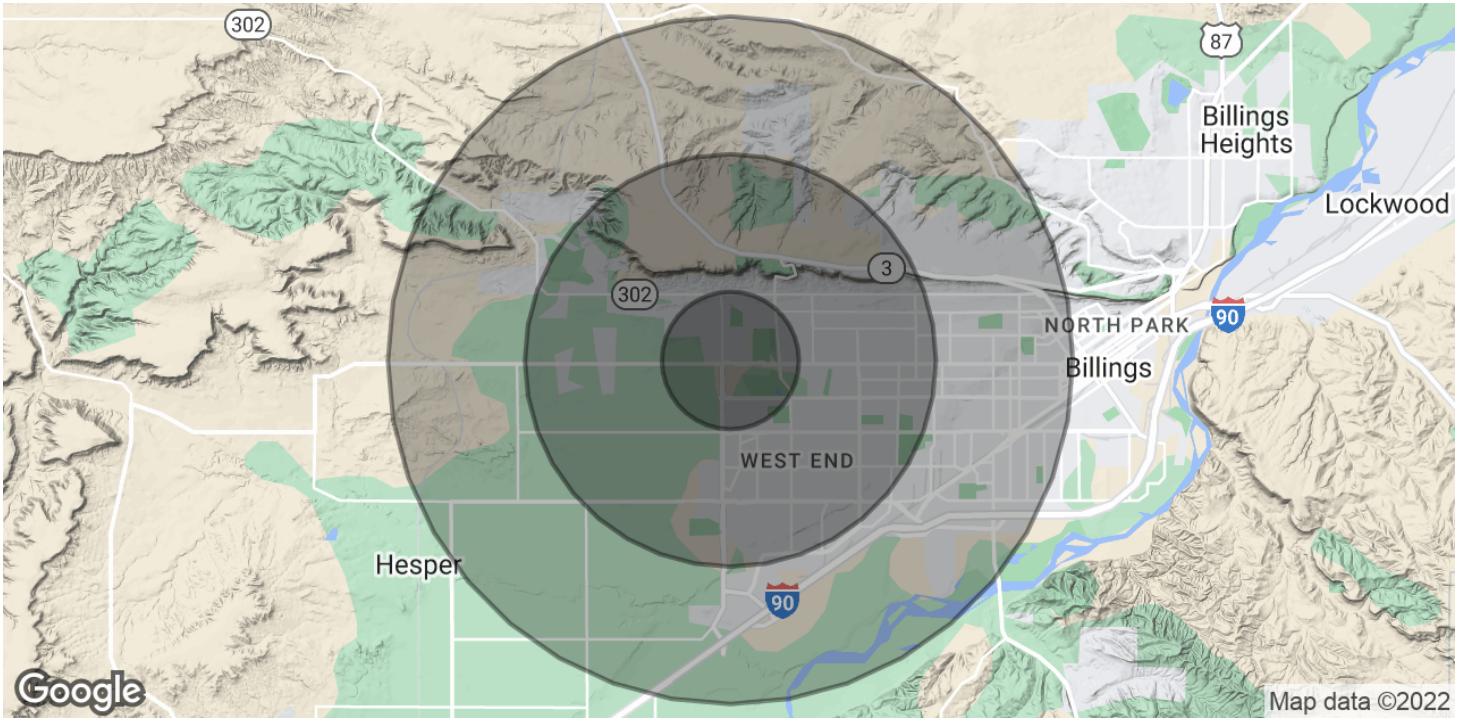 302
87
Billings
Heights
Lockwood
3
302
NORTH PARK
90
Billings
WEST END
Hesper
90
Google
Map data ©2022